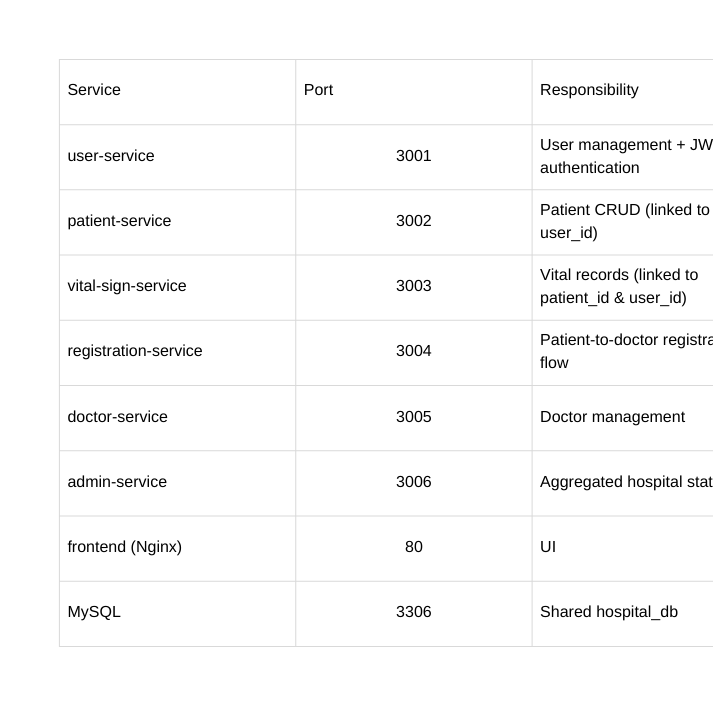 Service Port Responsibility
user-service 3001 User management + JW
authentication
patient-service 3002 Patient CRUD (linked to
user_id)
vital-sign-service 3003 Vital records (linked to
patient_id & user_id)
registration-service 3004 Patient-to-doctor registra
flow
doctor-service 3005 Doctor management
admin-service 3006 Aggregated hospital stat
frontend (Nginx) 80 UI
MySQL 3306 Shared hospital_db